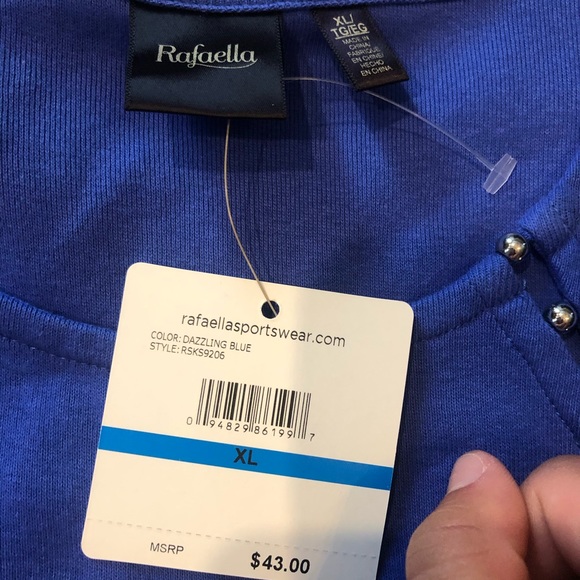 Rafaella
XL/
TG/EG
MADE IN
CHINA/
FABRIQUÉ
EN CHINE/
HECHO
EN CHINA
rafaellasportswear.com
COLOR: DAZZLING BLUE
STYLE: RSKS9206
0 94829 86199 7
XL
MSRP $43.00